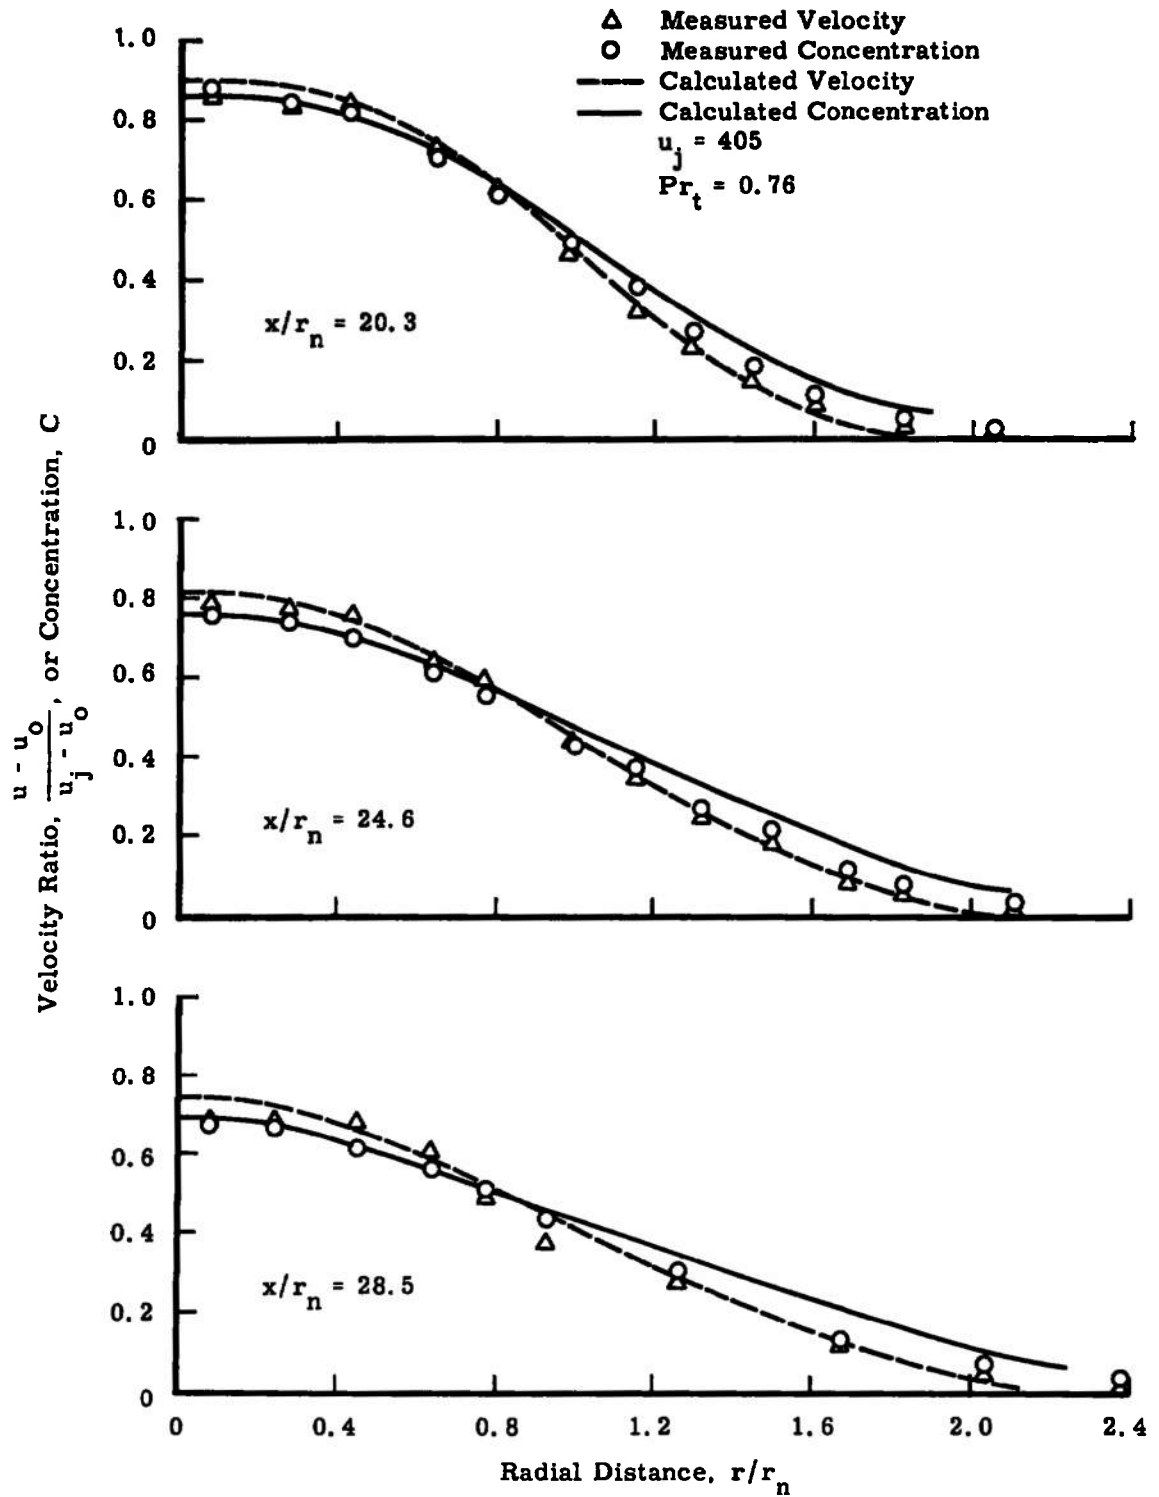 Measured Velocity
Measured Concentration
Calculated Velocity
Calculated Concentration
u_j = 405
Pr_t = 0.76
1.0
0.8
0.6
0.4
0.2
0
x/r_n = 20.3
1.0
0.8
0.6
0.4
0.2
0
x/r_n = 24.6
1.0
0.8
0.6
0.4
0.2
0
x/r_n = 28.5
0 0.4 0.8 1.2 1.6 2.0 2.4
Radial Distance, r/r_n
Velocity Ratio, u - u_o / u_j - u_o, or Concentration, C